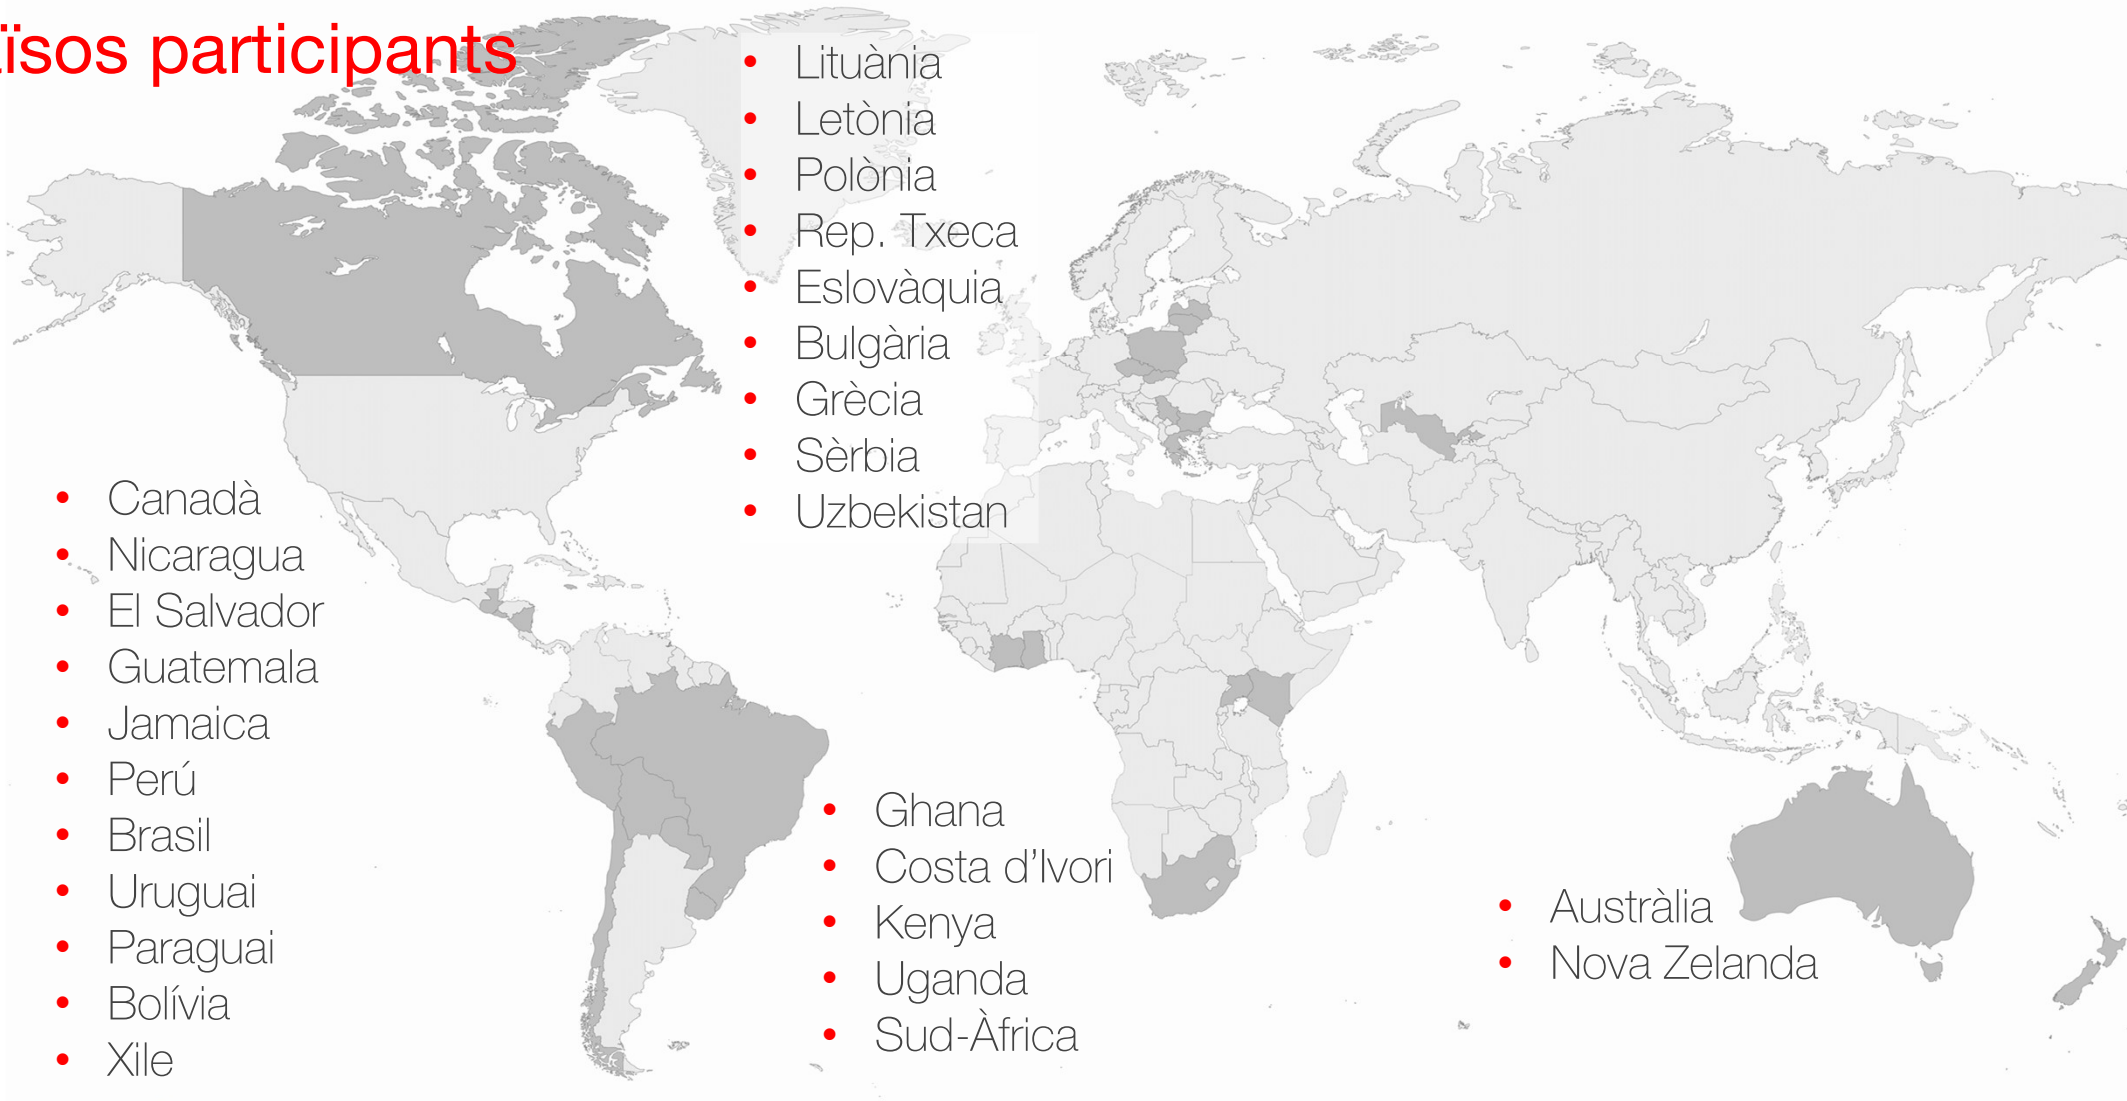 ïsos participants
• Lituània
• Letònia
• Polònia
• Rep. Txeca
• Eslovàquia
• Bulgària
• Grècia
• Sèrbia
• Uzbekistan
• Canadà
• Nicaragua
• El Salvador
• Guatemala
• Jamaica
• Perú
• Brasil
• Uruguai
• Paraguai
• Bolívia
• Xile
• Ghana
• Costa d’Ivori
• Kenya
• Uganda
• Sud-Àfrica
• Austràlia
• Nova Zelanda